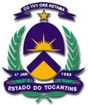 CO YVY ORE RETAMA
1º JAN 1989
ESTADO DO TOCANTINS